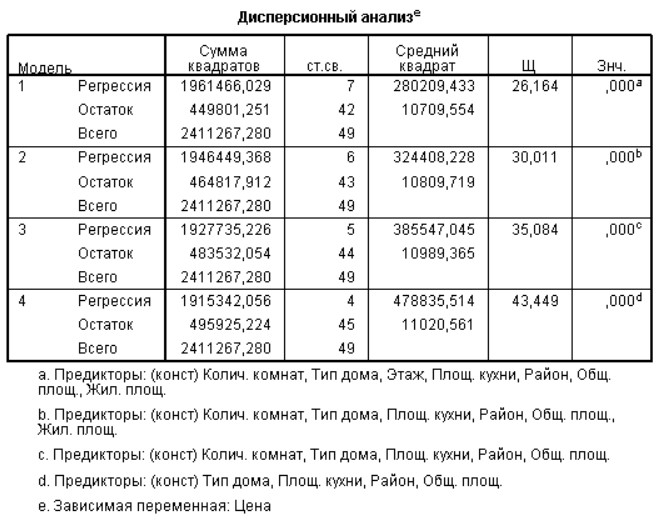 Дисперсионный анализe
Модель Сумма квадратов ст.св. Средний квадрат Щ Знч.
1 Регрессия 1961466,029 7 280209,433 26,164 ,000a
Остаток 449801,251 42 10709,554
Всего 2411267,280 49
2 Регрессия 1946449,368 6 324408,228 30,011 ,000b
Остаток 464817,912 43 10809,719
Всего 2411267,280 49
3 Регрессия 1927735,226 5 385547,045 35,084 ,000c
Остаток 483532,054 44 10989,365
Всего 2411267,280 49
4 Регрессия 1915342,056 4 478835,514 43,449 ,000d
Остаток 495925,224 45 11020,561
Всего 2411267,280 49
a. Предикторы: (конст) Колич. комнат, Тип дома, Этаж, Площ. кухни, Район, Общ.
площ., Жил. площ.
b. Предикторы: (конст) Колич. комнат, Тип дома, Площ. кухни, Район, Общ. площ.,
Жил. площ.
c. Предикторы: (конст) Колич. комнат, Тип дома, Площ. кухни, Район, Общ. площ.
d. Предикторы: (конст) Тип дома, Площ. кухни, Район, Общ. площ.
e. Зависимая переменная: Цена